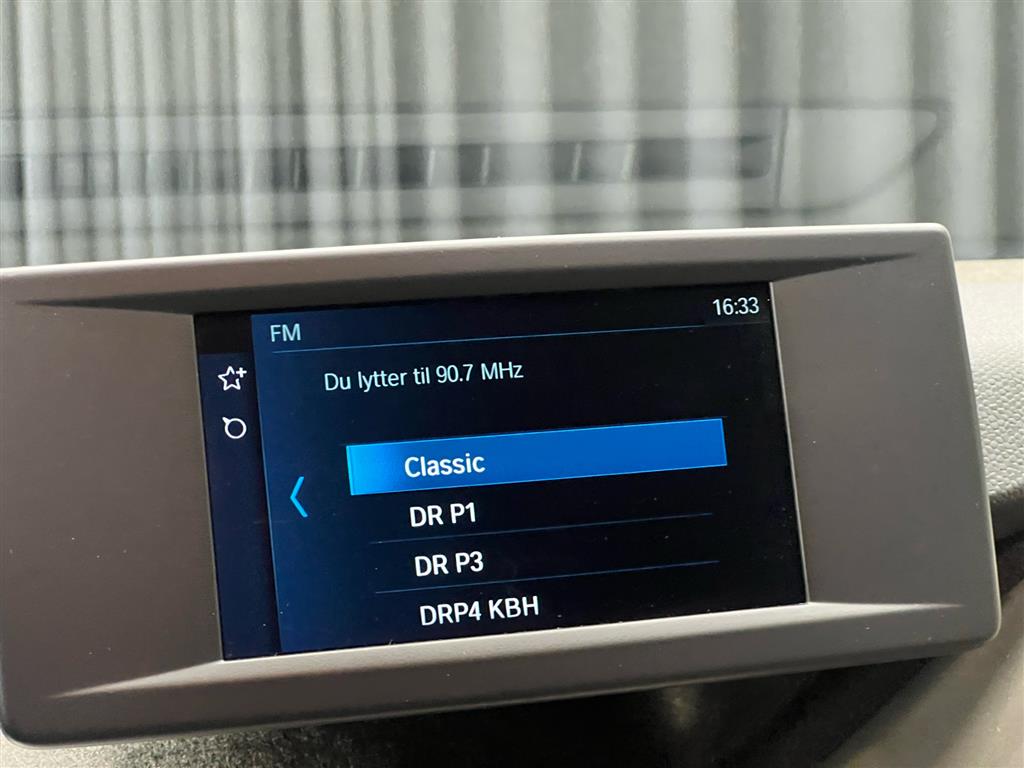 16:33
FM
Du lytter til 90.7 MHz
Classic
DR P1
DR P3
DRP4 KBH